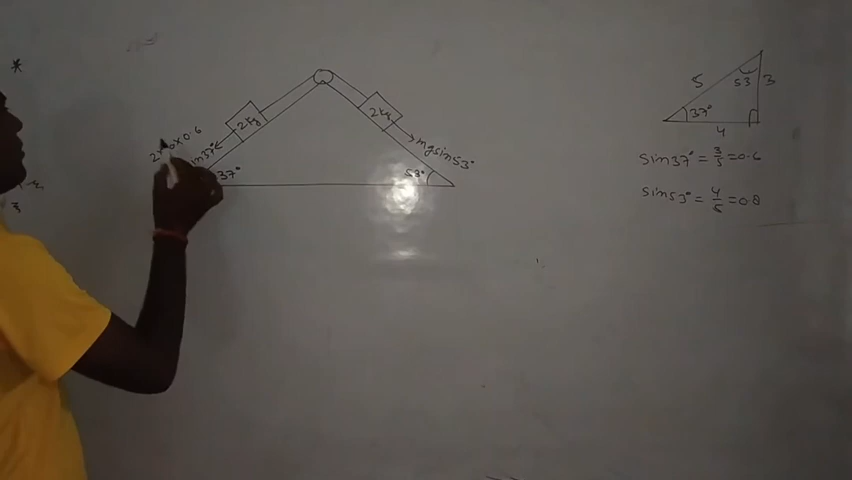 *
2kg
2kg
2×10×0.6
in37°
mgsin53°
37°
53°
5
53
3
37°
4
sin37° = 3/5 = 0.6
sin53° = 4/5 = 0.8